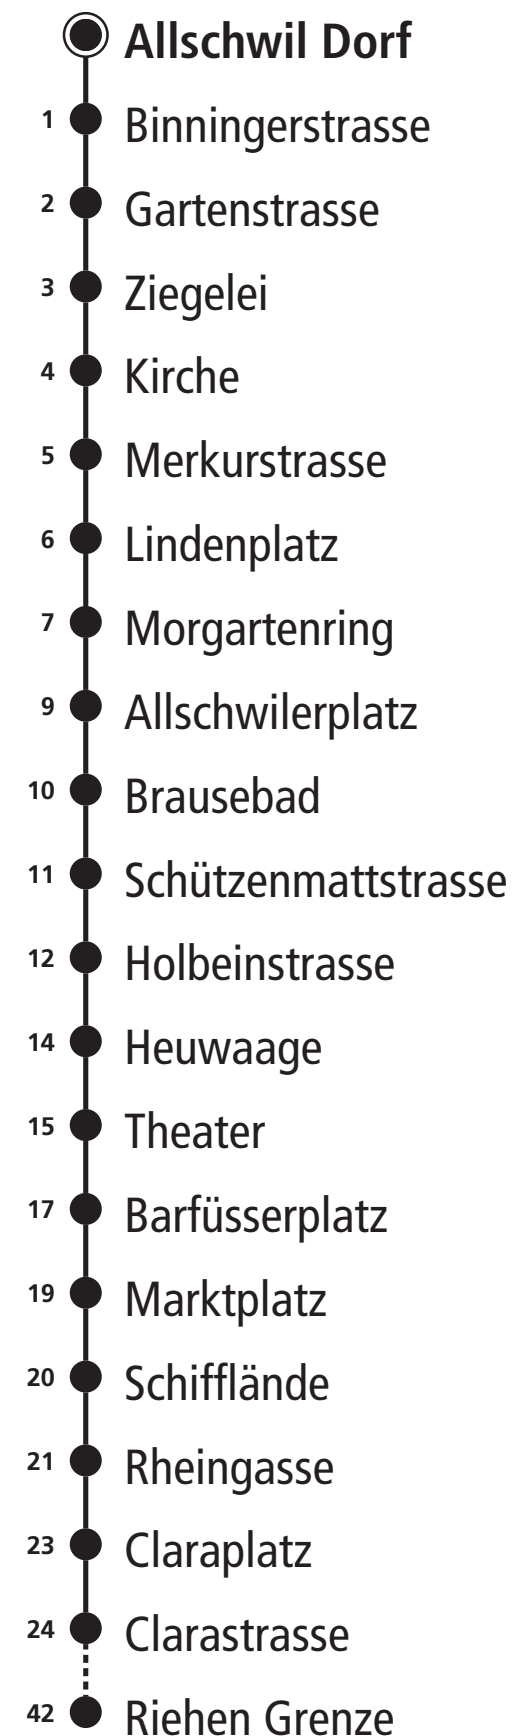 Allschwil Dorf
1 Binningerstrasse
2 Gartenstrasse
3 Ziegelei
4 Kirche
5 Merkurstrasse
6 Lindenplatz
7 Morgartenring
9 Allschwilerplatz
10 Brausebad
11 Schützenmattstrasse
12 Holbeinstrasse
14 Heuwaage
15 Theater
17 Barfüsserplatz
19 Marktplatz
20 Schifflände
21 Rheingasse
23 Claraplatz
24 Clarastrasse
42 Riehen Grenze